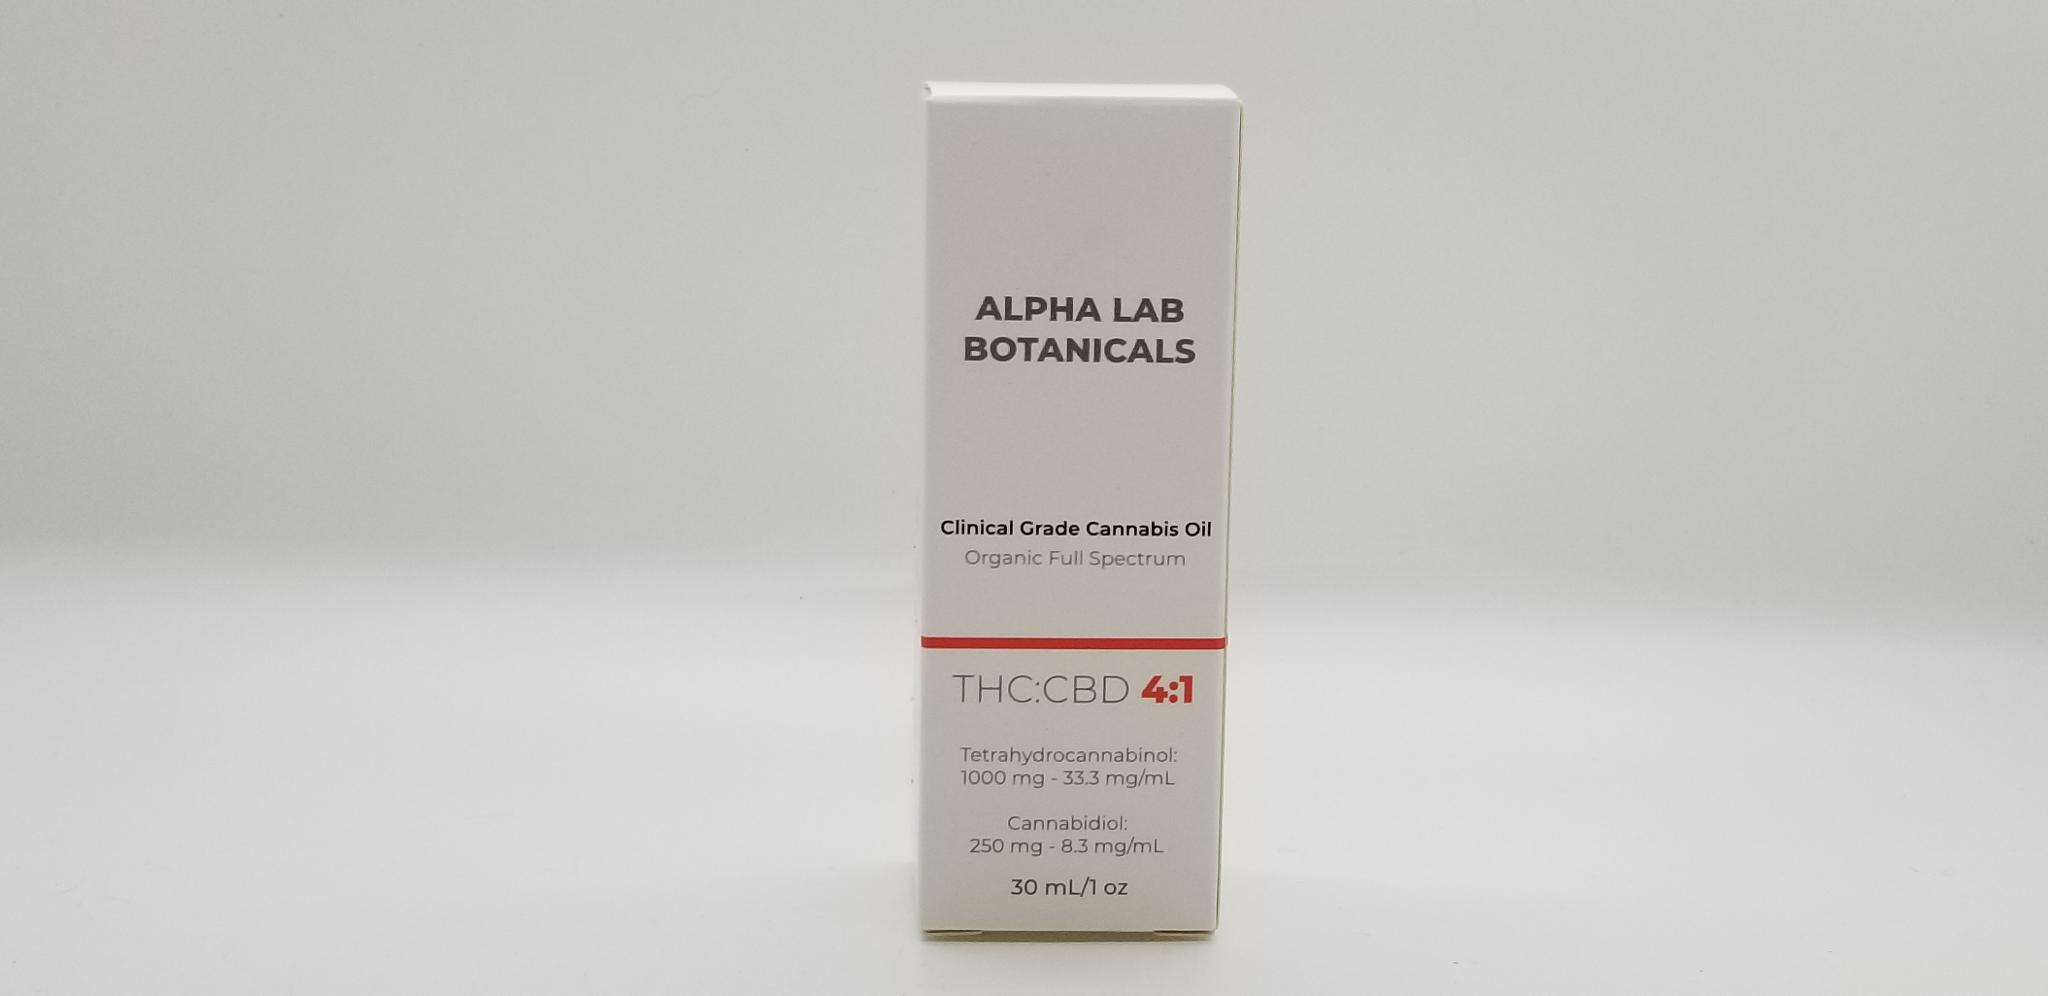 ALPHA LAB
BOTANICALS
Clinical Grade Cannabis Oil
Organic Full Spectrum
THC:CBD 4:1
Tetrahydrocannabinol:
1000 mg - 33.3 mg/mL
Cannabidiol:
250 mg - 8.3 mg/mL
30 mL/1 oz